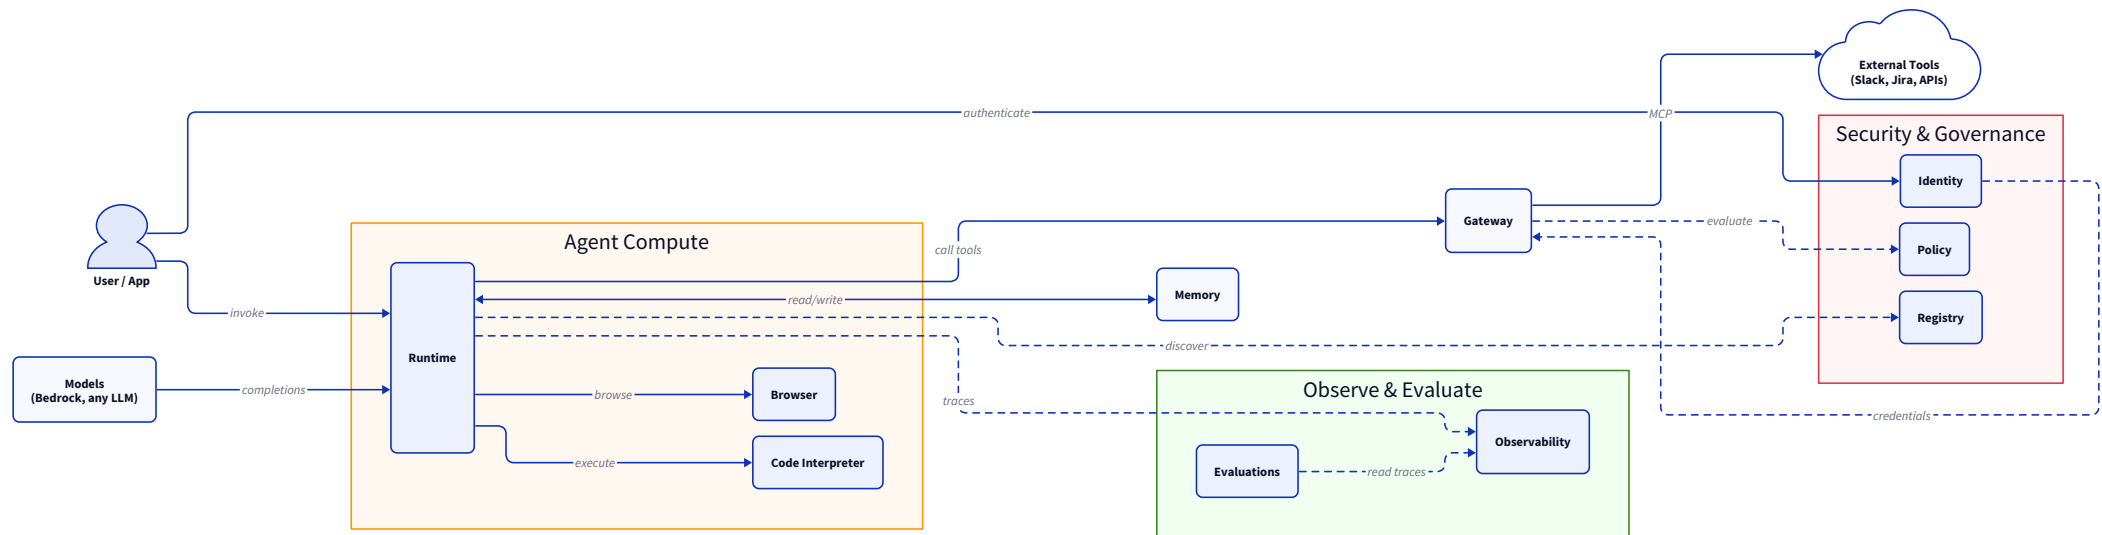 External Tools
(Slack, Jira, APIs)
authenticate
MCP
Security & Governance
Identity
Gateway
evaluate
Policy
Agent Compute
call tools
User / App
read/write
Memory
invoke
Registry
discover
Runtime
Models
(Bedrock, any LLM)
completions
browse
Browser
traces
Observe & Evaluate
credentials
Observability
execute
Code Interpreter
Evaluations
read traces